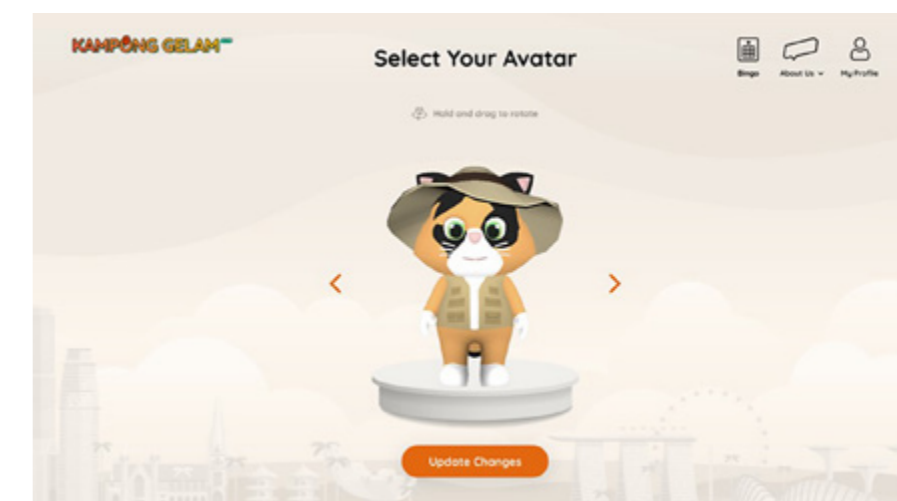 KAMPONG GELAM
Select Your Avatar
Bingo
About Us
My Profile
Hold and drag to rotate
Update Changes